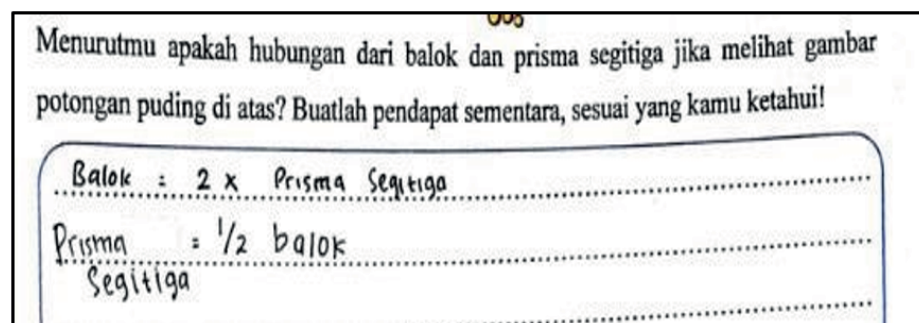 Menurutmu apakah hubungan dari balok dan prisma segitiga jika melihat gambar
potongan puding di atas? Buatlah pendapat sementara, sesuai yang kamu ketahui!
Balok : 2 x Prisma Segitiga
Prisma : 1/2 balok
Segitiga